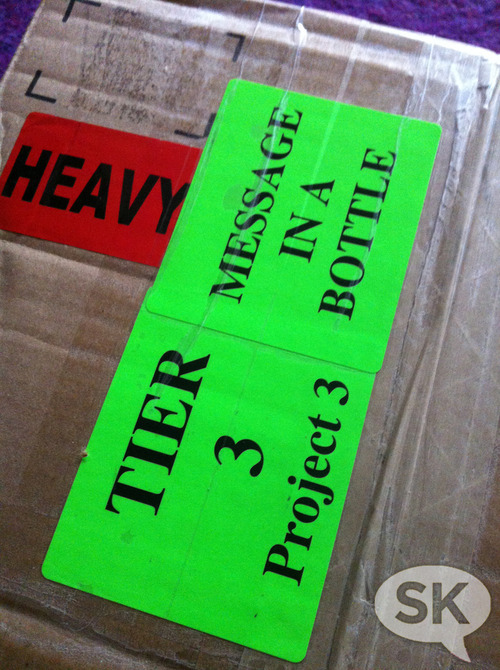 HEAVY
MESSAGE
IN A
BOTTLE
TIER
3
Project 3
SK